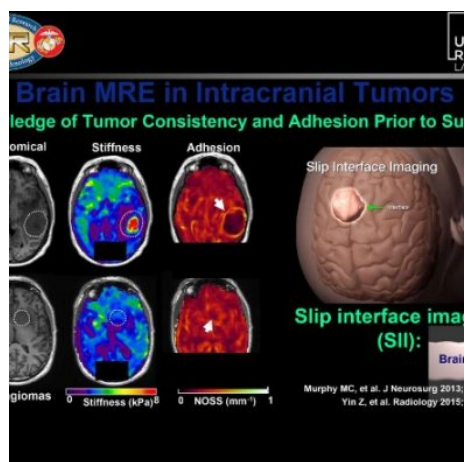 Brain MRE in Intracranial Tumors
ledge of Tumor Consistency and Adhesion Prior to Su
omical Stiffness Adhesion
Slip Interface Imaging
Interface
Slip interface imag
(SII):
Brain
giomas 0 Stiffness (kPa) 8 0 NOSS (mm⁻¹) 1
Murphy MC, et al. J Neurosurg 2013;
Yin Z, et al. Radiology 2015;